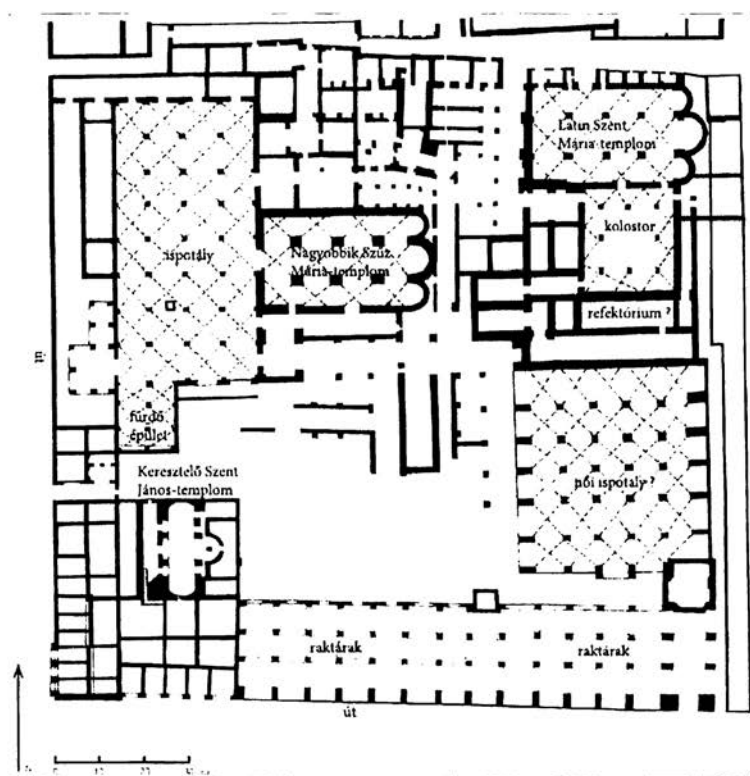 Latin Szent
Mária-templom
ispotály
Nagyobbik Szűz
Mária-templom
kolostor
refektórium ?
út
fürdő
épület
Keresztelő Szent
János-templom
női ispotály ?
raktárak
raktárak
út